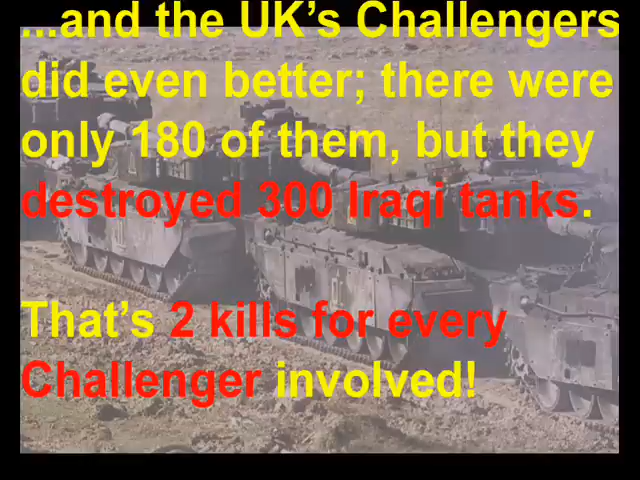 ...and the UK’s Challengers
did even better; there were
only 180 of them, but they
destroyed 300 Iraqi tanks.
That’s 2 kills for every
Challenger involved!